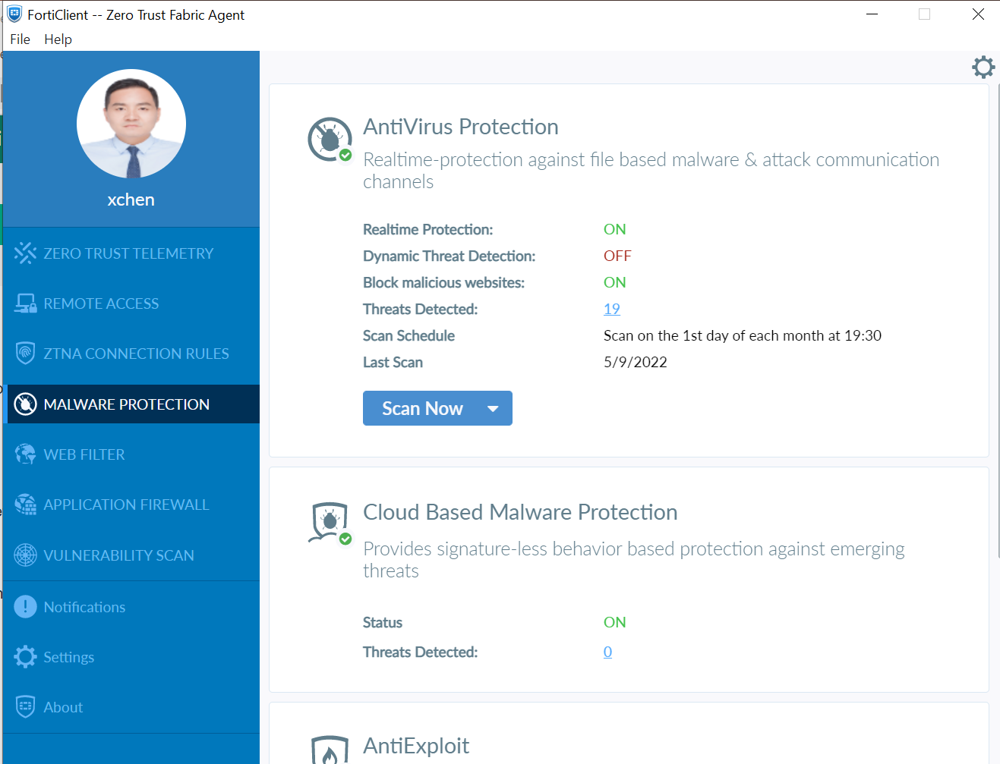 FortiClient -- Zero Trust Fabric Agent
File Help
xchen
ZERO TRUST TELEMETRY
REMOTE ACCESS
ZTNA CONNECTION RULES
MALWARE PROTECTION
WEB FILTER
APPLICATION FIREWALL
VULNERABILITY SCAN
Notifications
Settings
About
AntiVirus Protection
Realtime-protection against file based malware & attack communication
channels
Realtime Protection: ON
Dynamic Threat Detection: OFF
Block malicious websites: ON
Threats Detected: 19
Scan Schedule Scan on the 1st day of each month at 19:30
Last Scan 5/9/2022
Scan Now
Cloud Based Malware Protection
Provides signature-less behavior based protection against emerging
threats
Status ON
Threats Detected: 0
AntiExploit